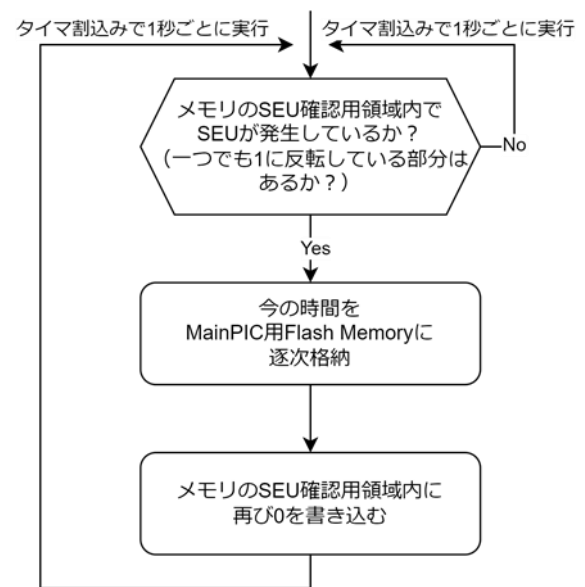 タイマ割込みで1秒ごとに実行
タイマ割込みで1秒ごとに実行
メモリのSEU確認用領域内で
SEUが発生しているか？
（一つでも1に反転している部分は
あるか？）
No
Yes
今の時間を
MainPIC用Flash Memoryに
逐次格納
メモリのSEU確認用領域内に
再び0を書き込む